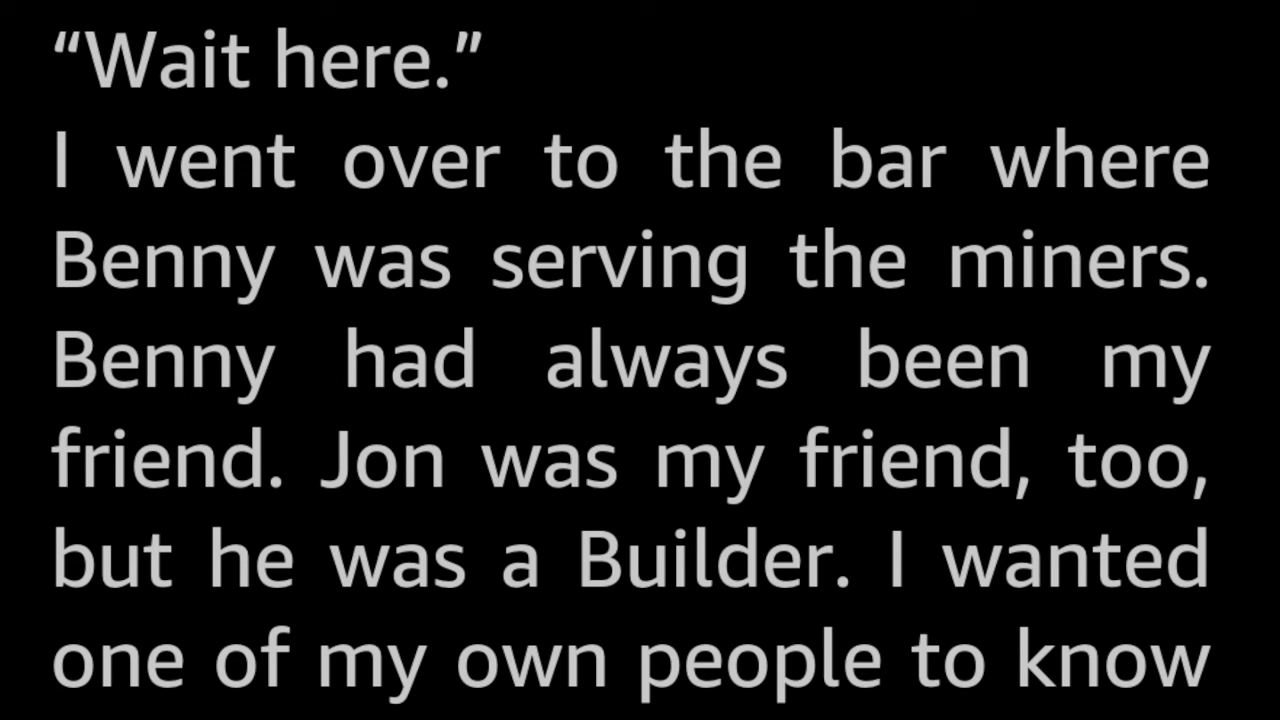 “Wait here.”
I went over to the bar where
Benny was serving the miners.
Benny had always been my
friend. Jon was my friend, too,
but he was a Builder. I wanted
one of my own people to know